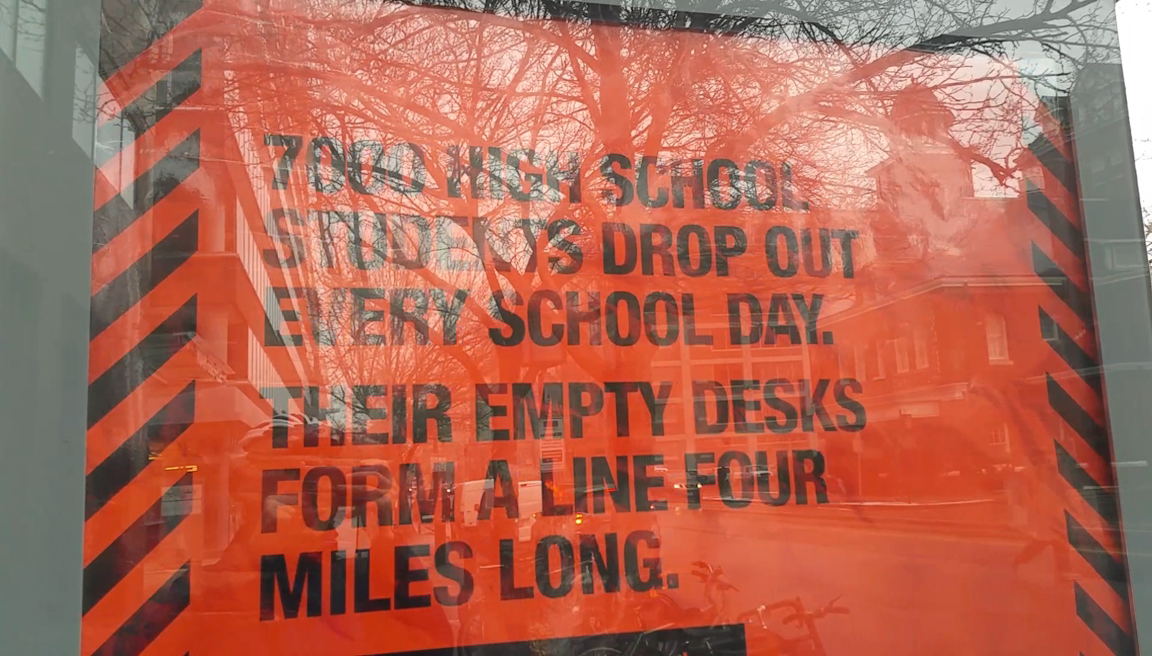 7000 HIGH SCHOOL
STUDENTS DROP OUT
EVERY SCHOOL DAY.
THEIR EMPTY DESKS
FORM A LINE FOUR
MILES LONG.